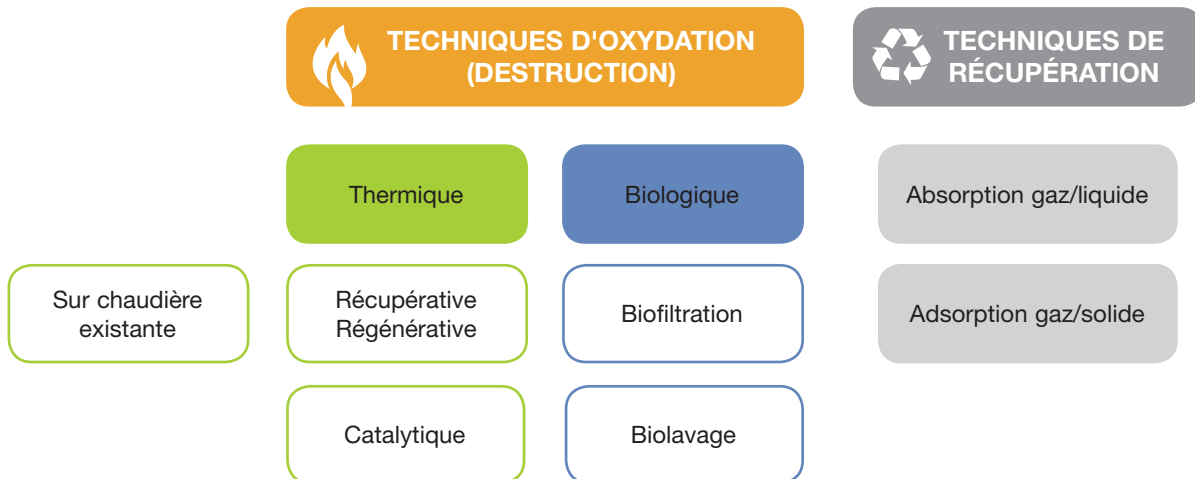 TECHNIQUES D'OXYDATION
(DESTRUCTION)
TECHNIQUES DE
RÉCUPÉRATION
Thermique
Biologique
Absorption gaz/liquide
Sur chaudière
existante
Récupérative
Régénérative
Biofiltration
Adsorption gaz/solide
Catalytique
Biolavage